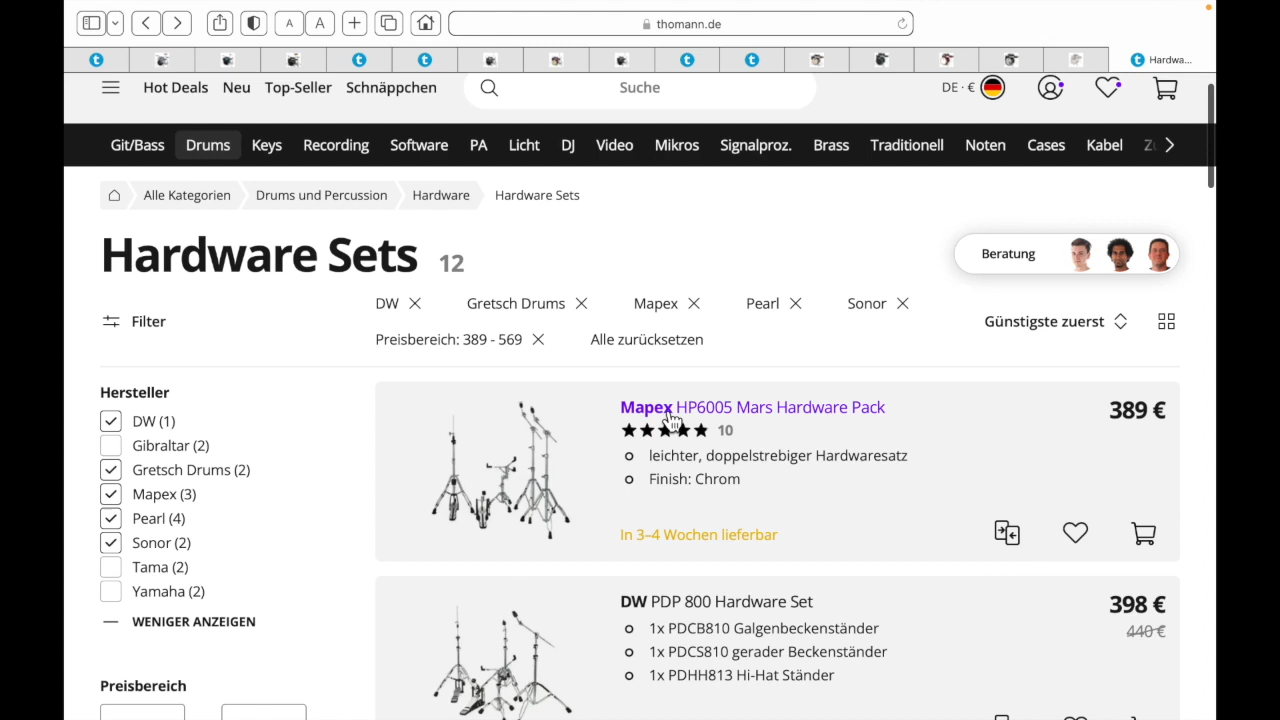 A A thomann.de
t t t t t t Hardwa...
Hot Deals Neu Top-Seller Schnäppchen Suche DE · €
Git/Bass Drums Keys Recording Software PA Licht DJ Video Mikros Signalproz. Brass Traditionell Noten Cases Kabel
Alle Kategorien Drums und Percussion Hardware Hardware Sets
Hardware Sets 12
Beratung
DW Gretsch Drums Mapex Pearl Sonor
Filter
Günstigste zuerst
Preisbereich: 389 - 569 Alle zurücksetzen
Hersteller
DW (1)
Gibraltar (2)
Gretsch Drums (2)
Mapex (3)
Pearl (4)
Sonor (2)
Tama (2)
Yamaha (2)
WENIGER ANZEIGEN
Preisbereich
Mapex HP6005 Mars Hardware Pack
389 €
10
leichter, doppelstrebiger Hardwaresatz
Finish: Chrom
In 3–4 Wochen lieferbar
DW PDP 800 Hardware Set
398 €
440 €
1x PDCB810 Galgenbeckenständer
1x PDCS810 gerader Beckenständer
1x PDHH813 Hi-Hat Ständer